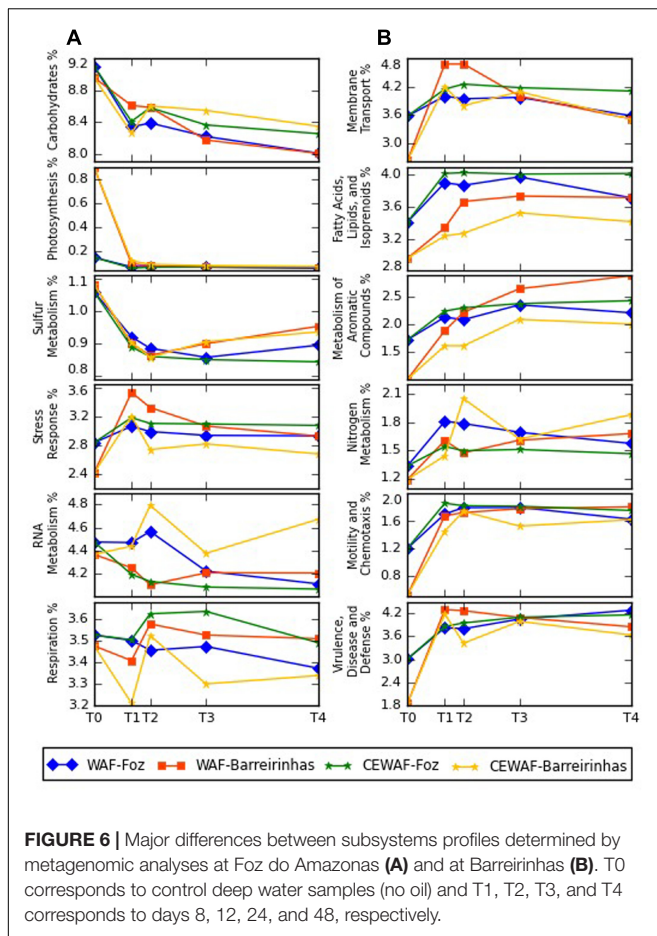 A
B
9.2
8.8
8.4
8.0
Carbohydrates %
4.8
4.2
3.6
3.0
Membrane
Transport %
0.8
0.6
0.4
0.2
Photosynthesis %
4.0
3.6
3.2
2.8
Fatty Acids,
Lipids, and
Isoprenoids %
1.1
1.0
0.9
0.8
Sulfur
Metabolism %
2.5
2.0
1.5
1.0
Metabolism of
Aromatic
Compounds %
3.6
3.2
2.8
2.4
Stress
Response %
2.1
1.8
1.5
1.2
Nitrogen
Metabolism %
4.8
4.6
4.4
4.2
RNA
Metabolism %
2.0
1.6
1.2
0.8
Motility and
Chemotaxis %
3.6
3.5
3.4
3.3
3.2
Respiration %
4.2
3.6
3.0
2.4
1.8
Virulence,
Disease and
Defense %
T0 T1 T2 T3 T4
T0 T1 T2 T3 T4
WAF-Foz WAF-Barreirinhas CEWAF-Foz CEWAF-Barreirinhas
FIGURE 6 | Major differences between subsystems profiles determined by
metagenomic analyses at Foz do Amazonas (A) and at Barreirinhas (B). T0
corresponds to control deep water samples (no oil) and T1, T2, T3, and T4
corresponds to days 8, 12, 24, and 48, respectively.